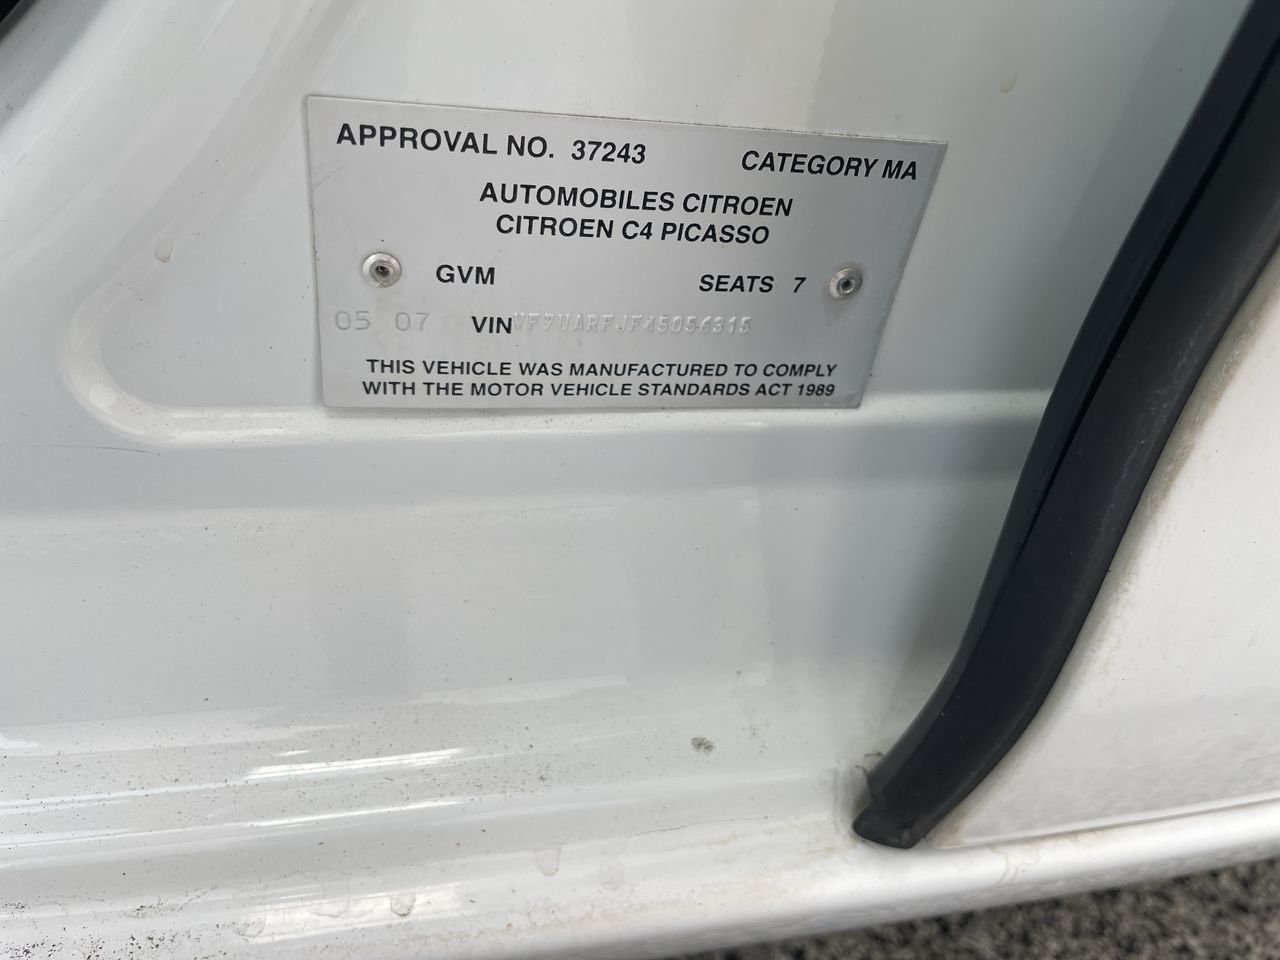 APPROVAL NO. 37243 CATEGORY MA
AUTOMOBILES CITROEN
CITROEN C4 PICASSO
GVM SEATS 7
05 07 VIN VF7UARFJF45056315
THIS VEHICLE WAS MANUFACTURED TO COMPLY
WITH THE MOTOR VEHICLE STANDARDS ACT 1989